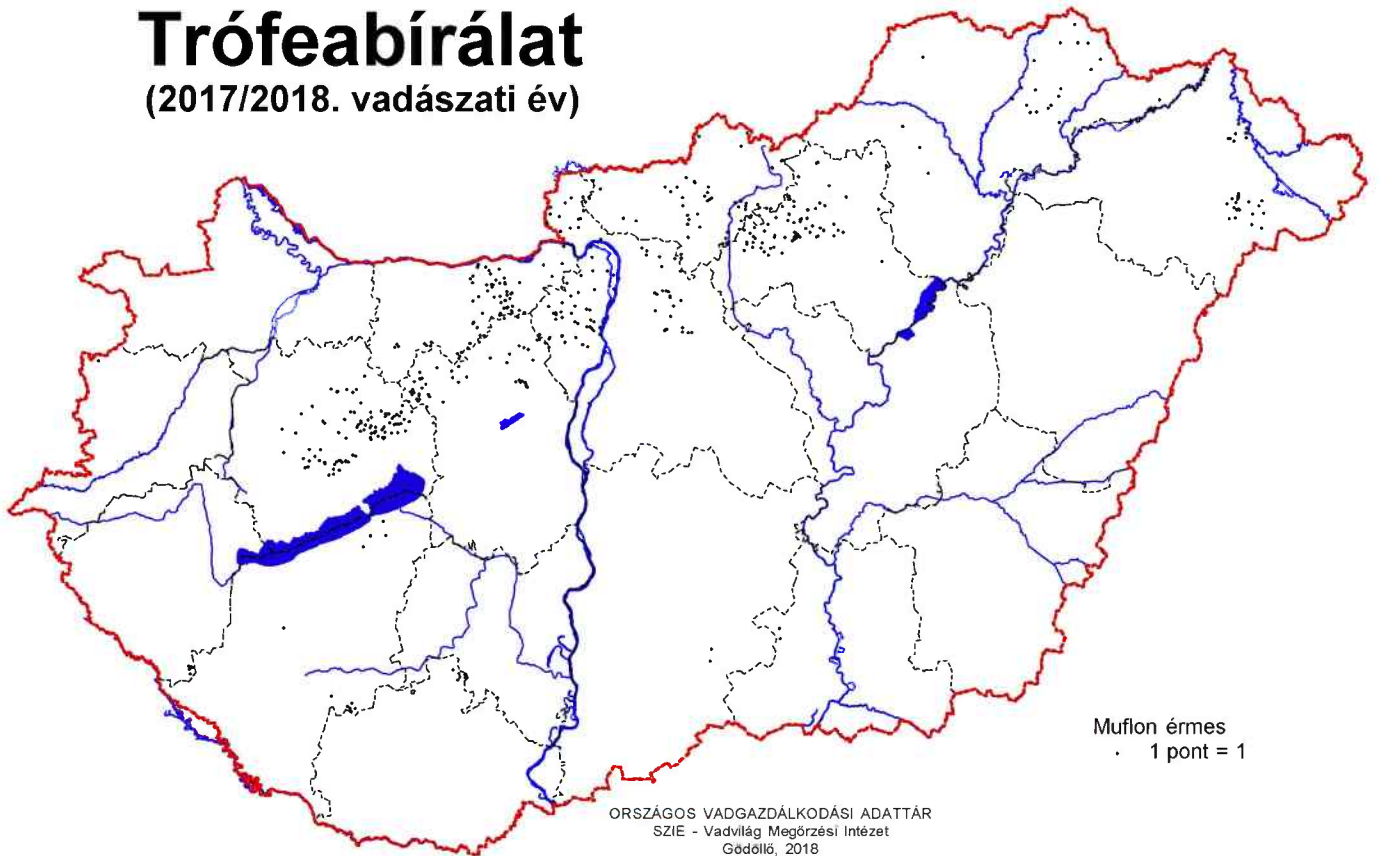 Trófeabírálat
(2017/2018. vadászati év)
Muflon érmes
1 pont = 1
ORSZÁGOS VADGAZDÁLKODÁSI ADATTÁR
SZIE - Vadvilág Megőrzési Intézet
Gödöllő, 2018